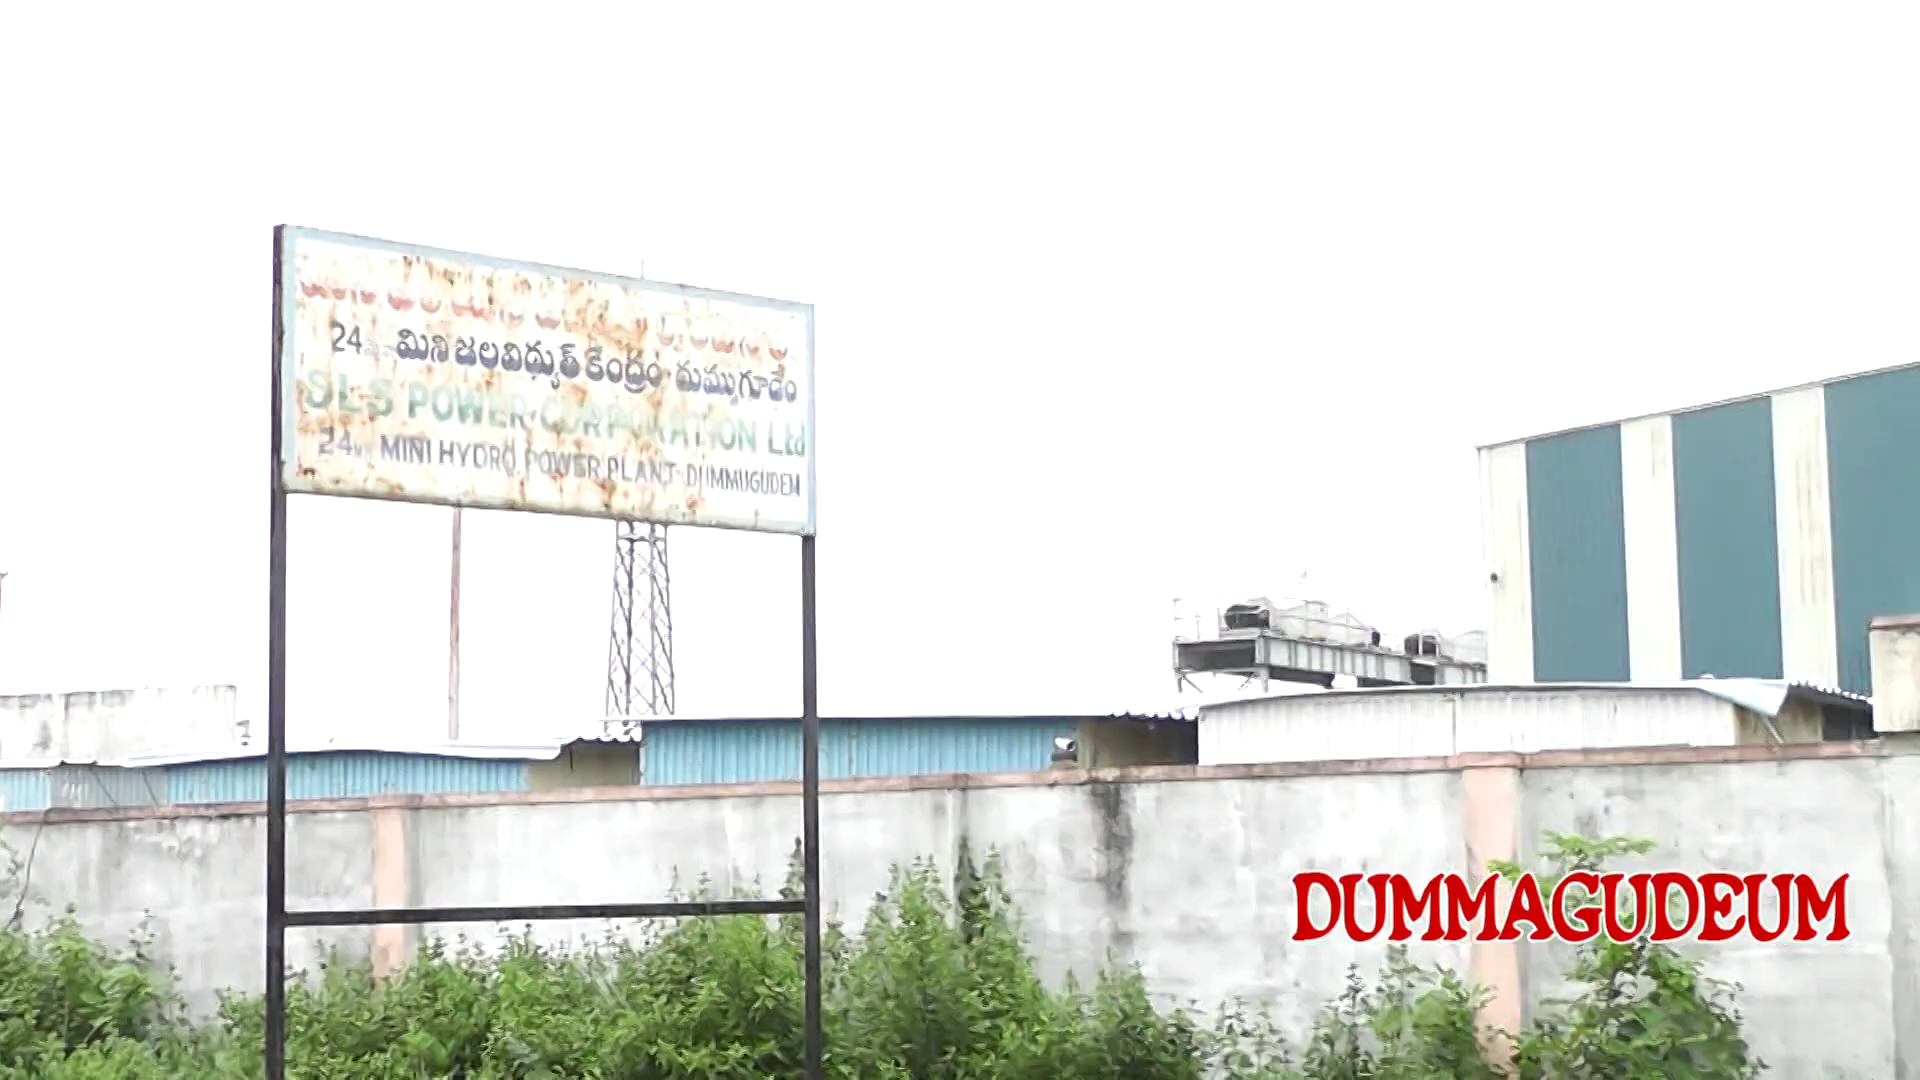 24 మిని జలవిద్యుత్ కేంద్రం దుమ్ముగూడెం
SLS POWER CORPORATION Ltd
24 MINI HYDRO POWER PLANT-DUMMUGUDEM
DUMMAGUDEUM